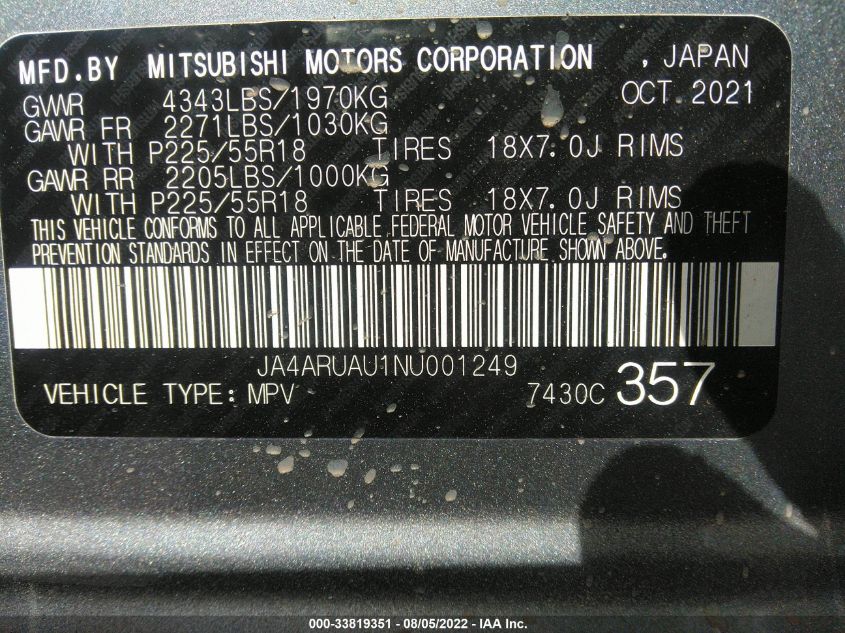 MFD.BY MITSUBISHI MOTORS CORPORATION , JAPAN
GVWR 4343LBS/1970KG OCT.2021
GAWR FR 2271LBS/1030KG
WITH P225/55R18 TIRES 18X7.0J RIMS
GAWR RR 2205LBS/1000KG
WITH P225/55R18 TIRES 18X7.0J RIMS
THIS VEHICLE CONFORMS TO ALL APPLICABLE FEDERAL MOTOR VEHICLE SAFETY AND THEFT
PREVENTION STANDARDS IN EFFECT ON THE DATE OF MANUFACTURE SHOWN ABOVE.
JA4ARUAU1NU001249
VEHICLE TYPE: MPV 7430C 357
000-33819351 - 08/05/2022 - IAA Inc.